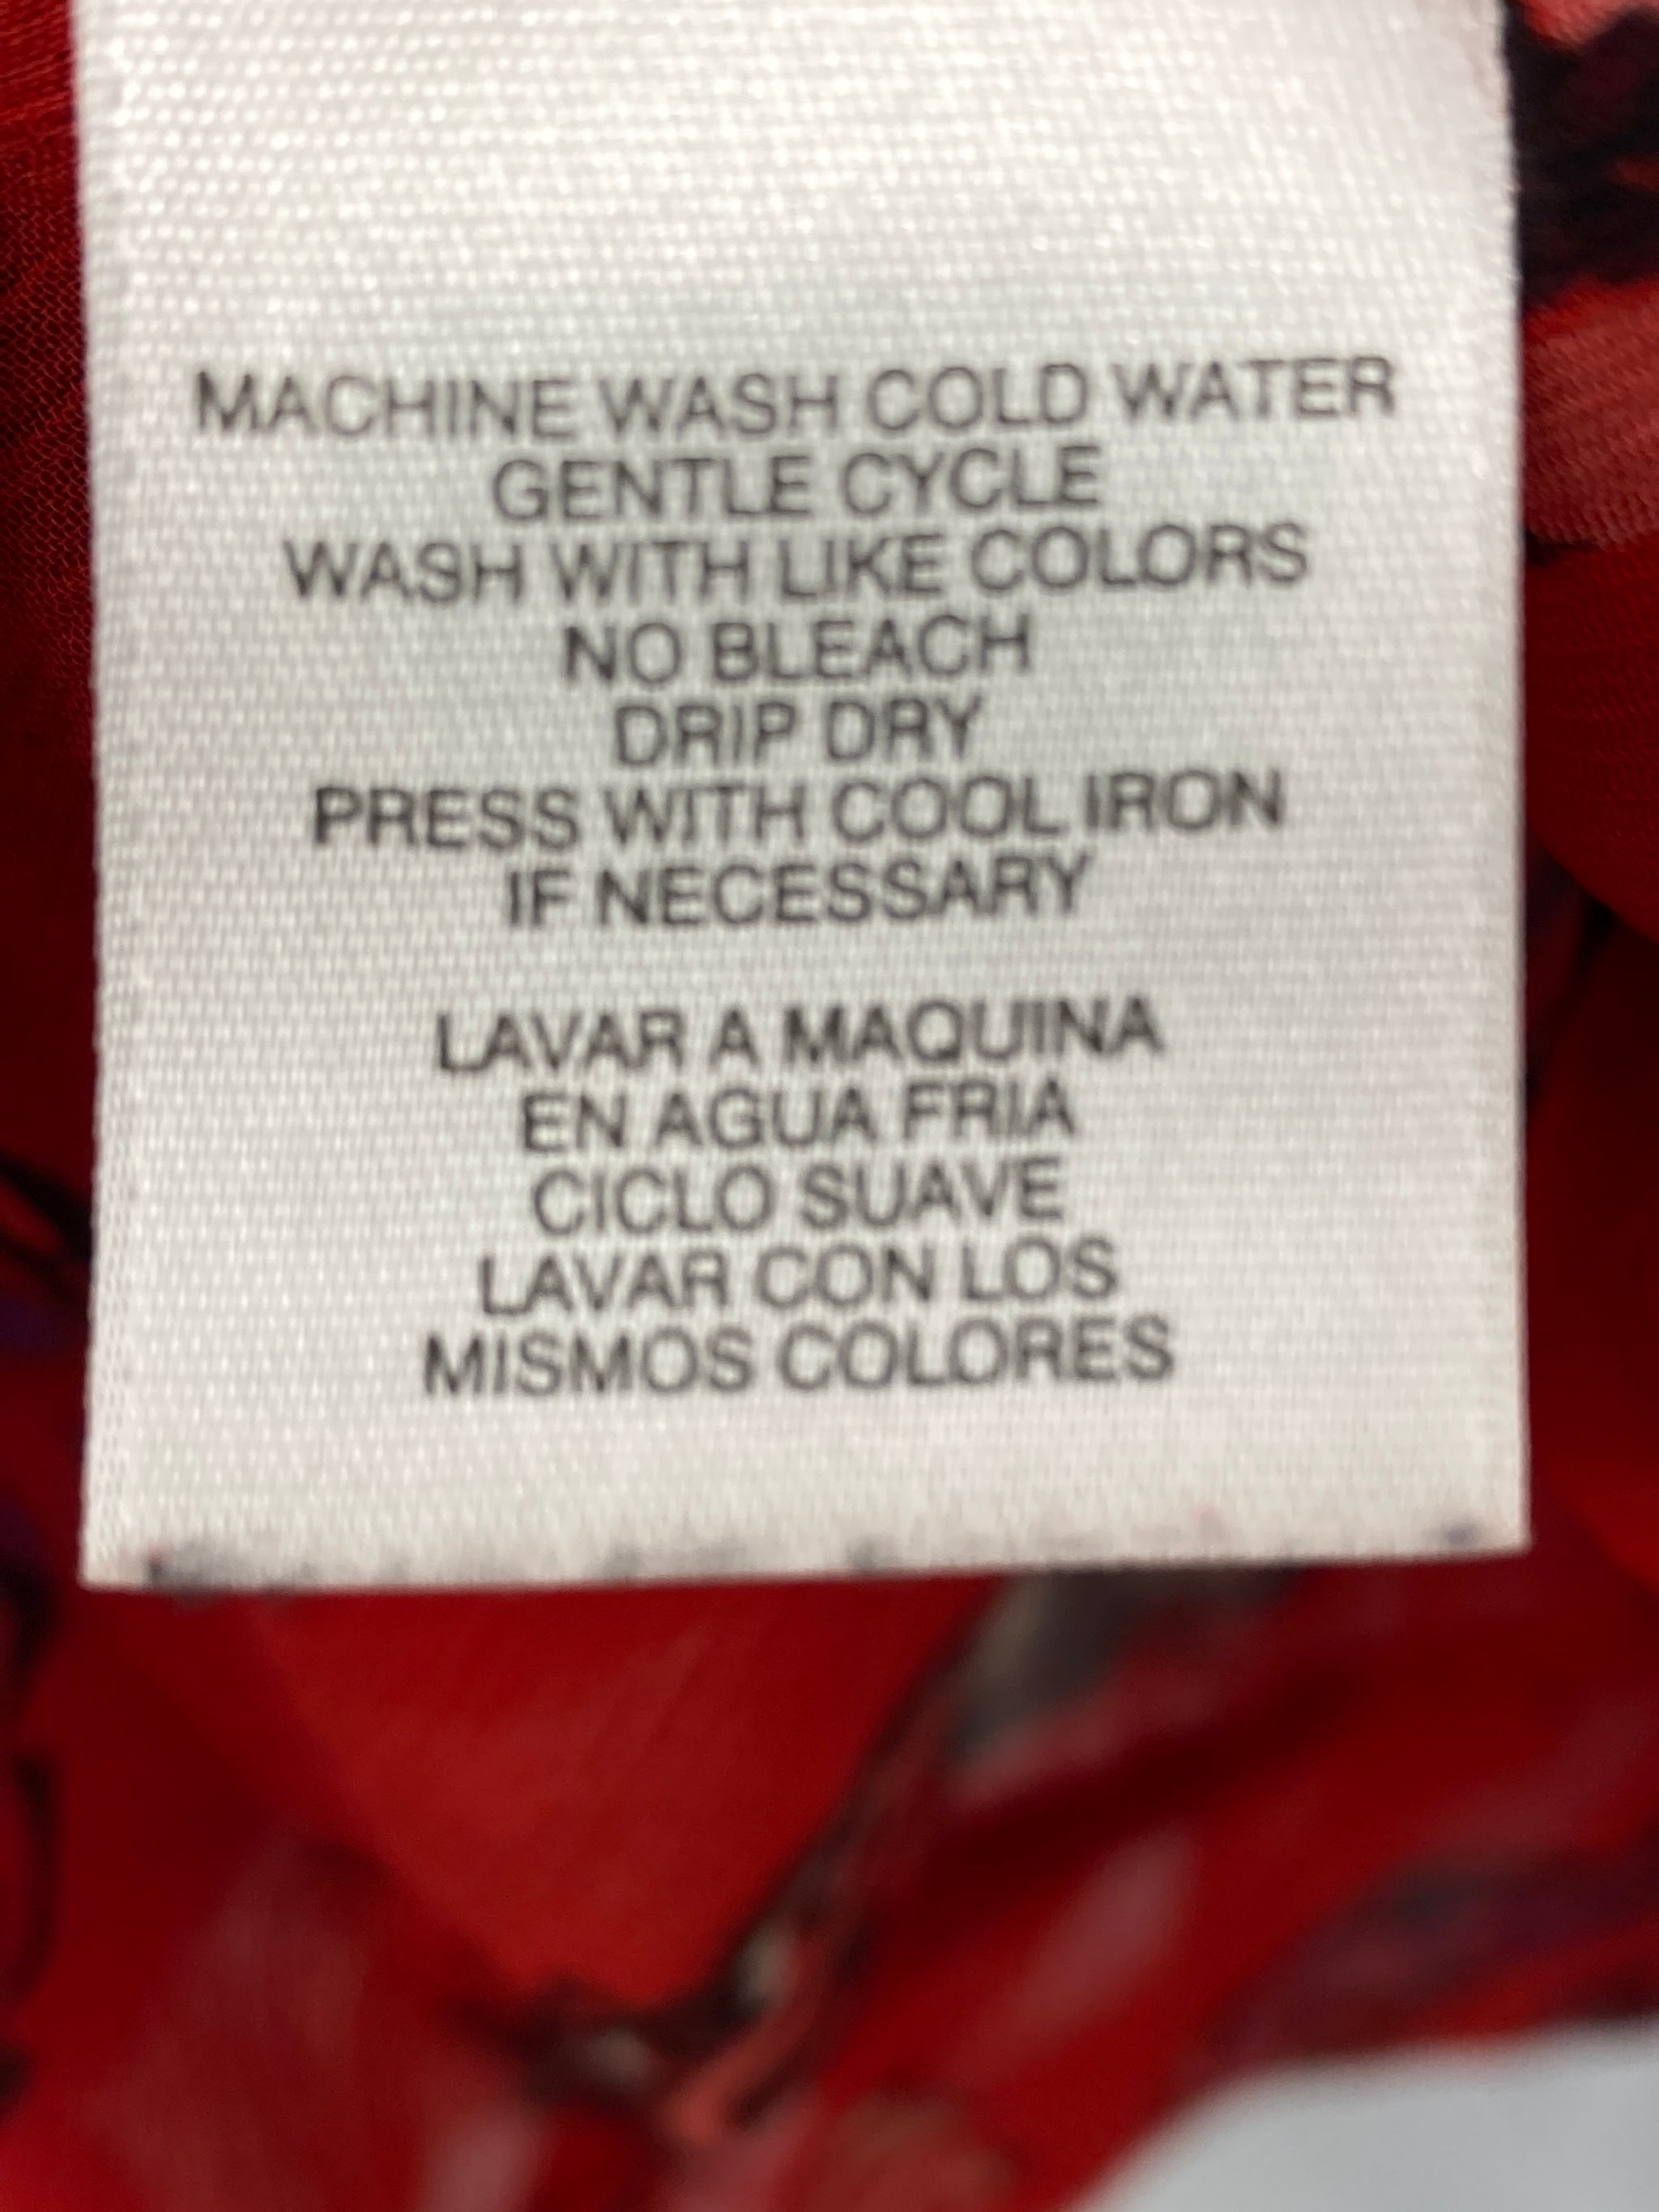 MACHINE WASH COLD WATER
GENTLE CYCLE
WASH WITH LIKE COLORS
NO BLEACH
DRIP DRY
PRESS WITH COOL IRON
IF NECESSARY
LAVAR A MAQUINA
EN AGUA FRIA
CICLO SUAVE
LAVAR CON LOS
MISMOS COLORES